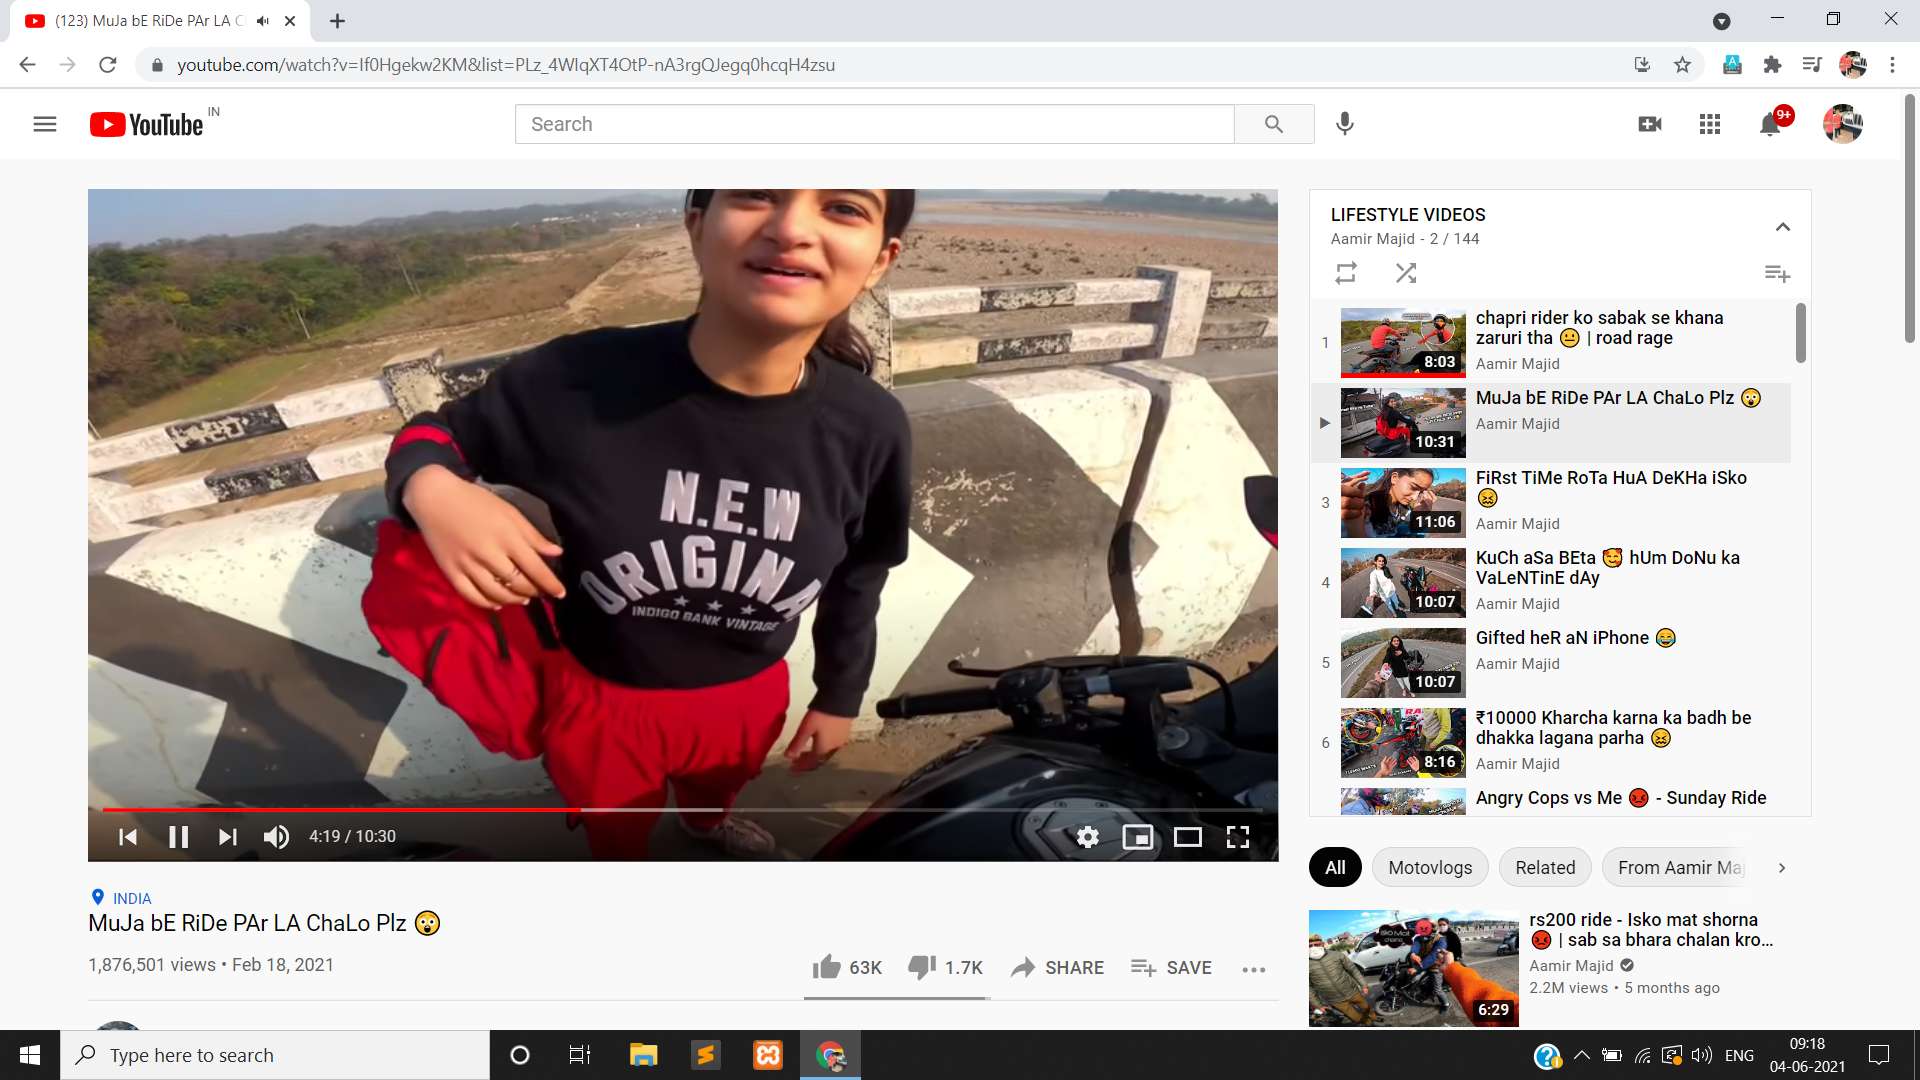 (123) MuJa bE RiDe PAr LA C
youtube.com/watch?v=If0Hgekw2KM&list=PLz_4WIqXT4OtP-nA3rgQJegq0hcqH4zsu
YouTube IN
Search
9+
N.E.W
ORIGINA
INDIGO BANK VINTAGE
4:19 / 10:30
INDIA
MuJa bE RiDe PAr LA ChaLo Plz 😲
1,876,501 views • Feb 18, 2021
63K
1.7K
SHARE
SAVE
LIFESTYLE VIDEOS
Aamir Majid - 2 / 144
1
8:03
chapri rider ko sabak se khana
zaruri tha 😐 | road rage
Aamir Majid
10:31
MuJa bE RiDe PAr LA ChaLo Plz 😲
Aamir Majid
3
11:06
FiRst TiMe RoTa HuA DeKHa iSko
😖
Aamir Majid
4
10:07
KuCh aSa BEta 🥰 hUm DoNu ka
VaLeNTinE dAy
Aamir Majid
5
10:07
Gifted heR aN iPhone 😂
Aamir Majid
6
8:16
₹10000 Kharcha karna ka badh be
dhakka lagana parha 😖
Aamir Majid
Angry Cops vs Me 😡 - Sunday Ride
All
Motovlogs
Related
From Aamir Maj
6:29
rs200 ride - Isko mat shorna
😡 | sab sa bhara chalan kro...
Aamir Majid
2.2M views • 5 months ago
Type here to search
ENG
09:18
04-06-2021